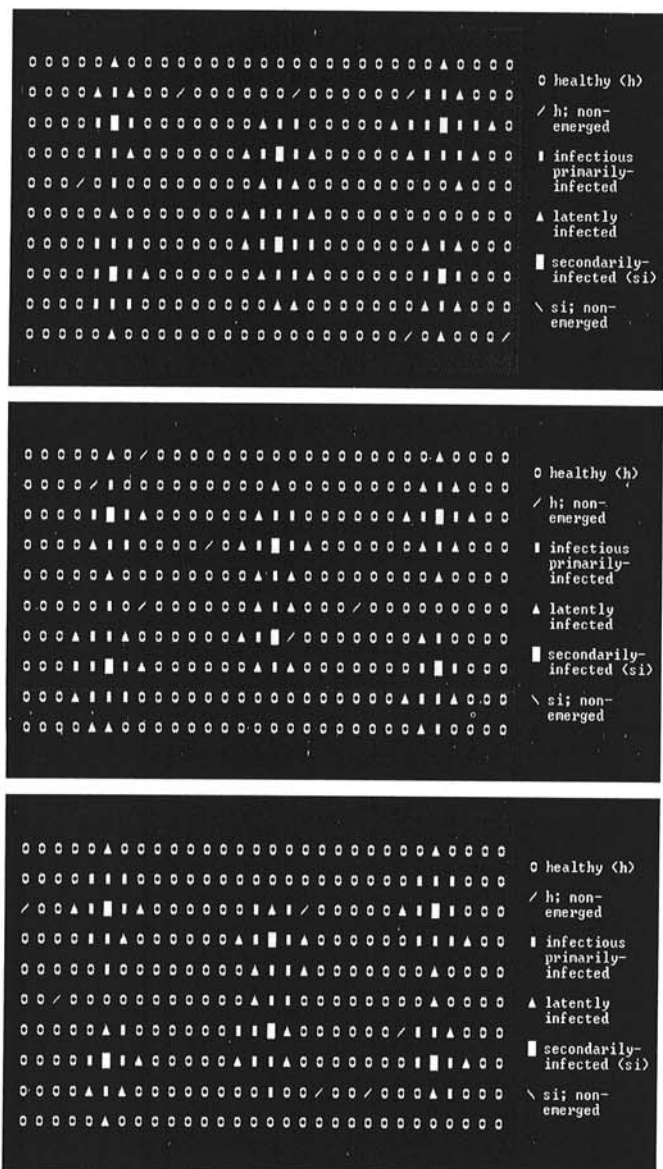 o healthy (h)
/ h; non-
emerged
infectious
primarily-
infected
▲ latently
infected
secondarily-
infected (si)
\ si; non-
emerged
o healthy (h)
/ h; non-
emerged
infectious
primarily-
infected
▲ latently
infected
secondarily-
infected (si)
\ si; non-
emerged
o healthy (h)
/ h; non-
emerged
infectious
primarily-
infected
▲ latently
infected
secondarily-
infected (si)
\ si; non-
emerged